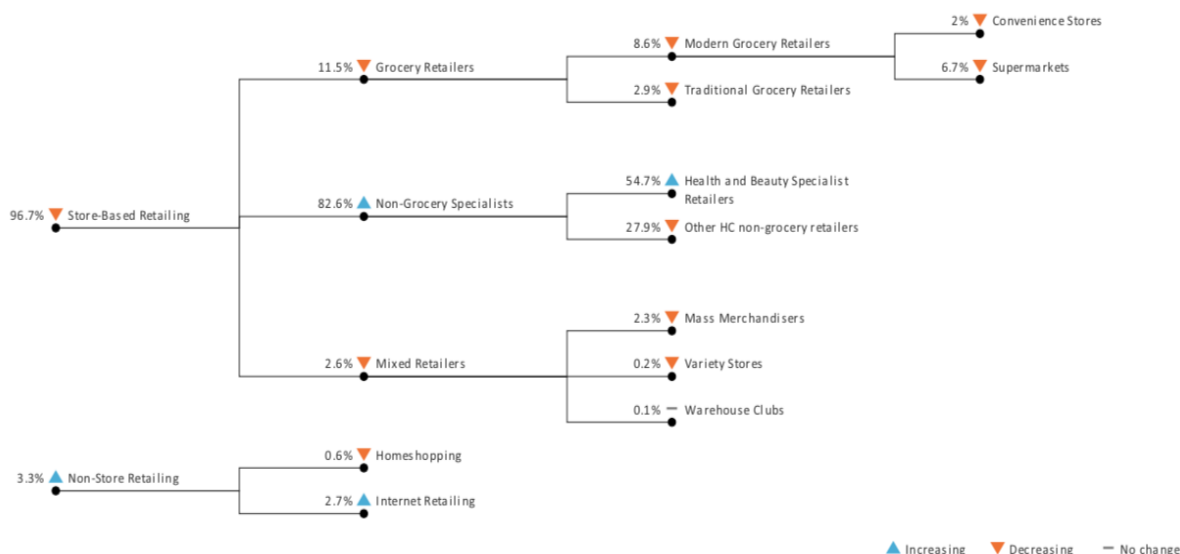 2% Convenience Stores
8.6% Modern Grocery Retailers
11.5% Grocery Retailers
6.7% Supermarkets
2.9% Traditional Grocery Retailers
54.7% Health and Beauty Specialist
Retailers
82.6% Non-Grocery Specialists
96.7% Store-Based Retailing
27.9% Other HC non-grocery retailers
2.3% Mass Merchandisers
2.6% Mixed Retailers
0.2% Variety Stores
0.1% Warehouse Clubs
0.6% Homeshopping
3.3% Non-Store Retailing
2.7% Internet Retailing
Increasing Decreasing No change